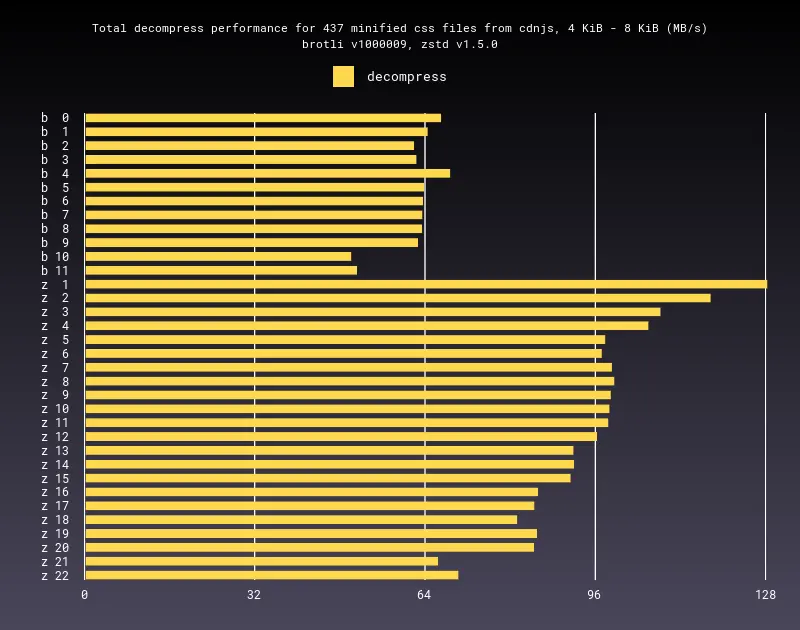 Total decompress performance for 437 minified css files from cdnjs, 4 KiB - 8 KiB (MB/s)
brotli v1000009, zstd v1.5.0
decompress
b 0
b 1
b 2
b 3
b 4
b 5
b 6
b 7
b 8
b 9
b 10
b 11
z 1
z 2
z 3
z 4
z 5
z 6
z 7
z 8
z 9
z 10
z 11
z 12
z 13
z 14
z 15
z 16
z 17
z 18
z 19
z 20
z 21
z 22
0 32 64 96 128